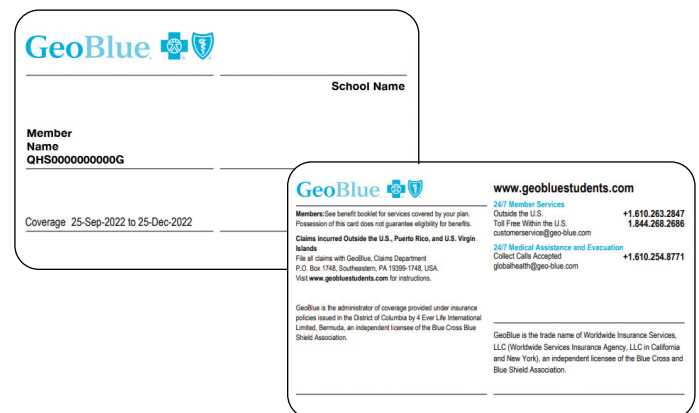 GeoBlue
School Name
Member
Name
QHS0000000000G
Coverage 25-Sep-2022 to 25-Dec-2022
GeoBlue
Members:See benefit booklet for services covered by your plan.
Possession of this card does not guarantee eligibility for benefits.
Claims incurred Outside the U.S., Puerto Rico, and U.S. Virgin
Islands
File all claims with GeoBlue, Claims Department
P.O. Box 1748, Southeastern, PA 19399-1748, USA.
Visit www.geobluestudents.com for instructions.
GeoBlue is the administrator of coverage provided under insurance
policies issued in the District of Columbia by 4 Ever Life International
Limited, Bermuda, an independent licensee of the Blue Cross Blue
Shield Association.
www.geobluestudents.com
24/7 Member Services
Outside the U.S. +1.610.263.2847
Toll Free Within the U.S. 1.844.268.2686
customerservice@geo-blue.com
24/7 Medical Assistance and Evacuation
Collect Calls Accepted +1.610.254.8771
globalhealth@geo-blue.com
GeoBlue is the trade name of Worldwide Insurance Services,
LLC (Worldwide Services Insurance Agency, LLC in California
and New York), an independent licensee of the Blue Cross and
Blue Shield Association.